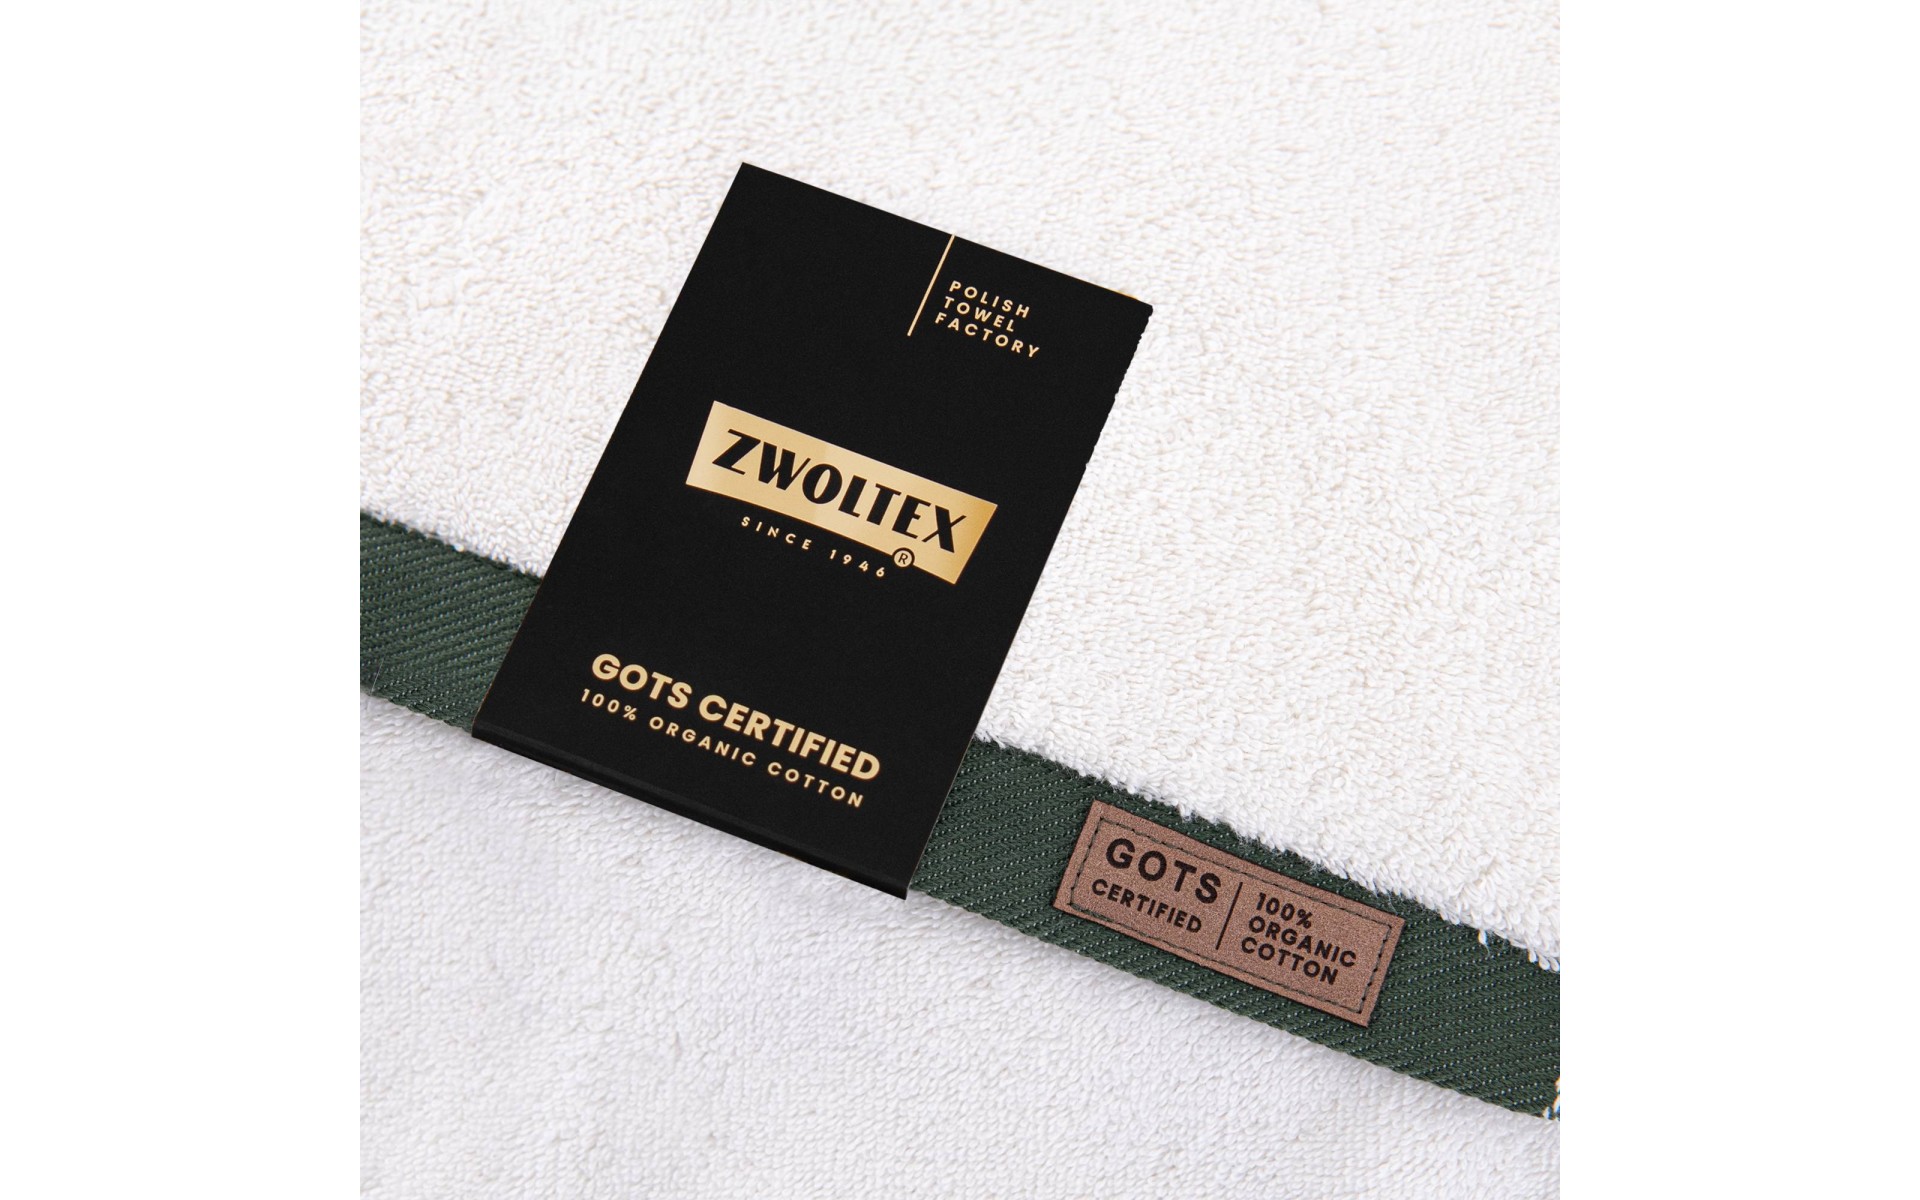 POLISH
TOWEL
FACTORY
ZWOLTEX
SINCE 1946 ®
GOTS CERTIFIED
100% ORGANIC COTTON
GOTS
CERTIFIED
100%
ORGANIC
COTTON